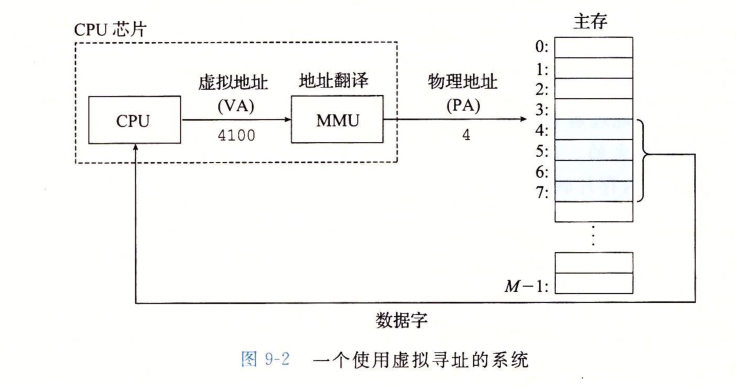 CPU 芯片
主存
虚拟地址
(VA)
4100
地址翻译
物理地址
(PA)
4
CPU
MMU
0:
1:
2:
3:
4:
5:
6:
7:
⋮
M−1:
数据字
图 9-2 一个使用虚拟寻址的系统